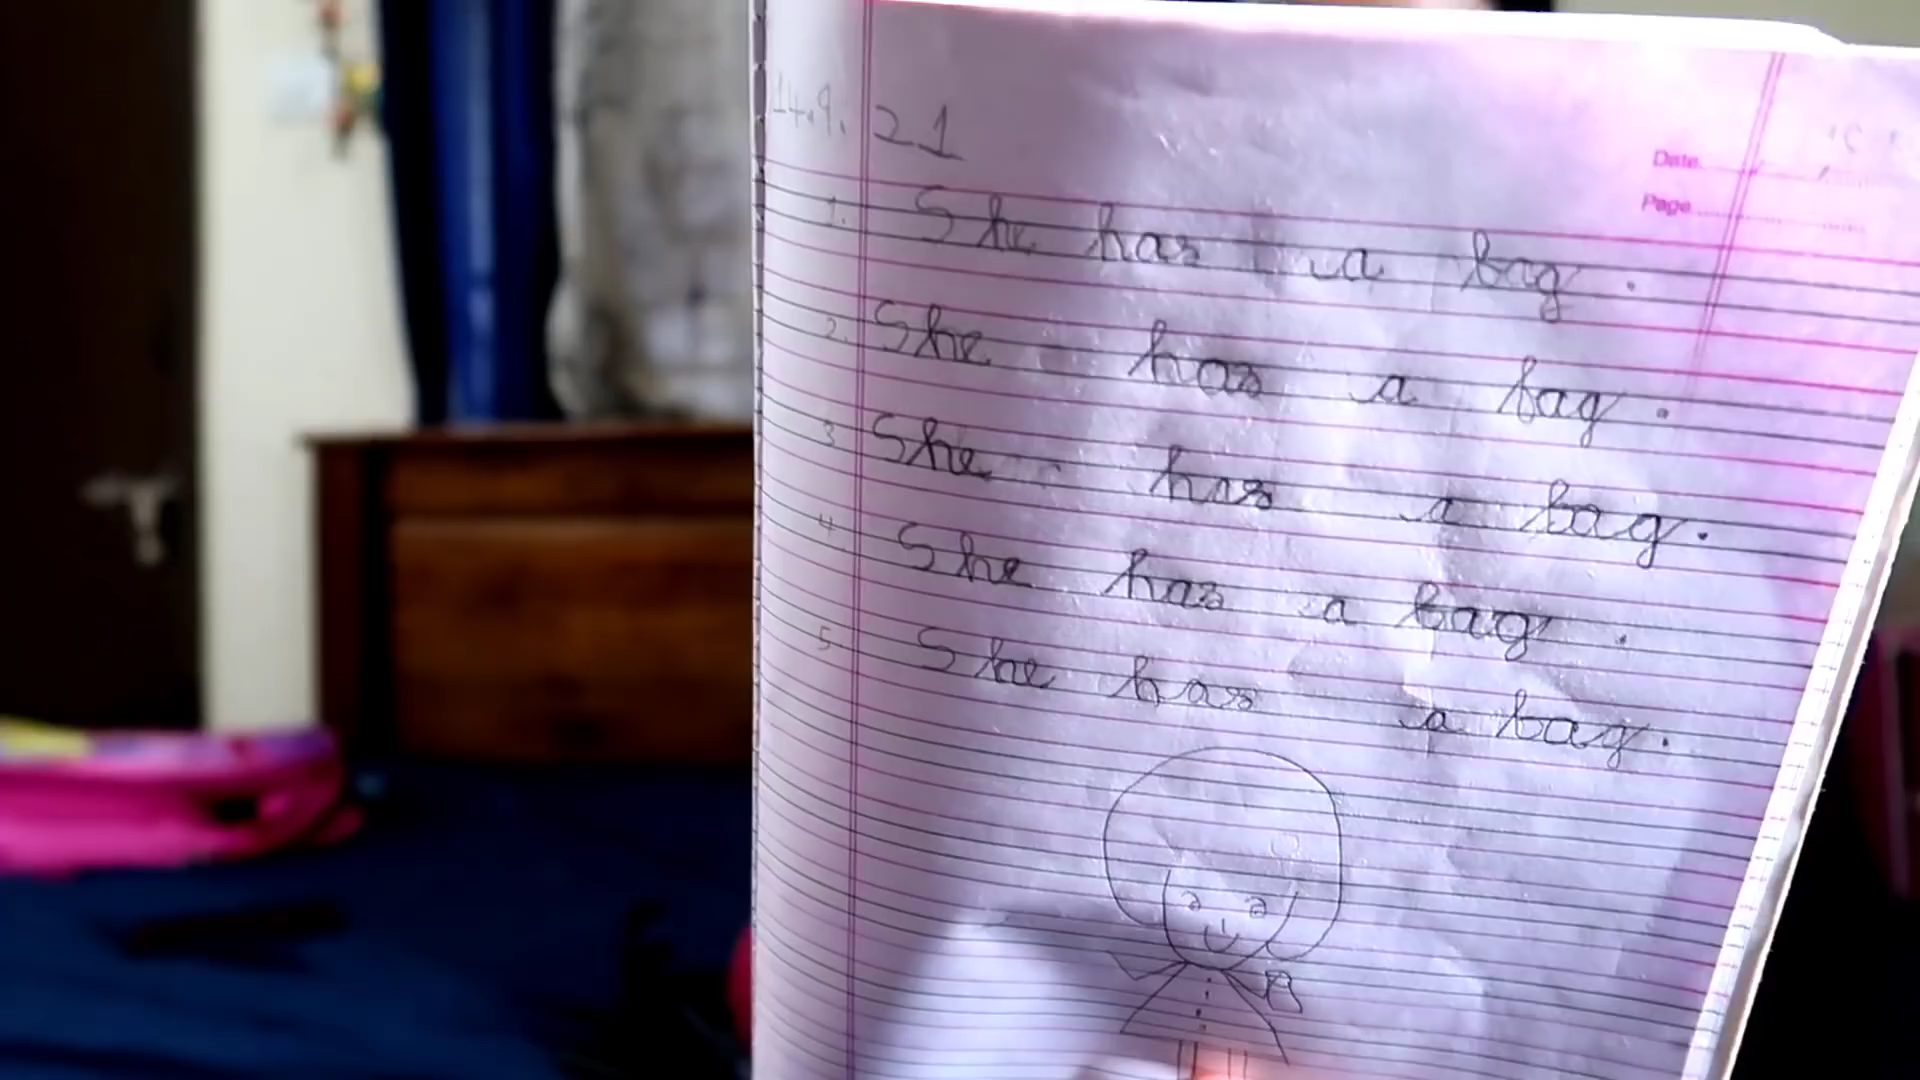 14.9.21
Date
Page
1. She has a bag.
2. She has a bag.
3 She has a bag.
4 She has a bag.
5 She has a bag.